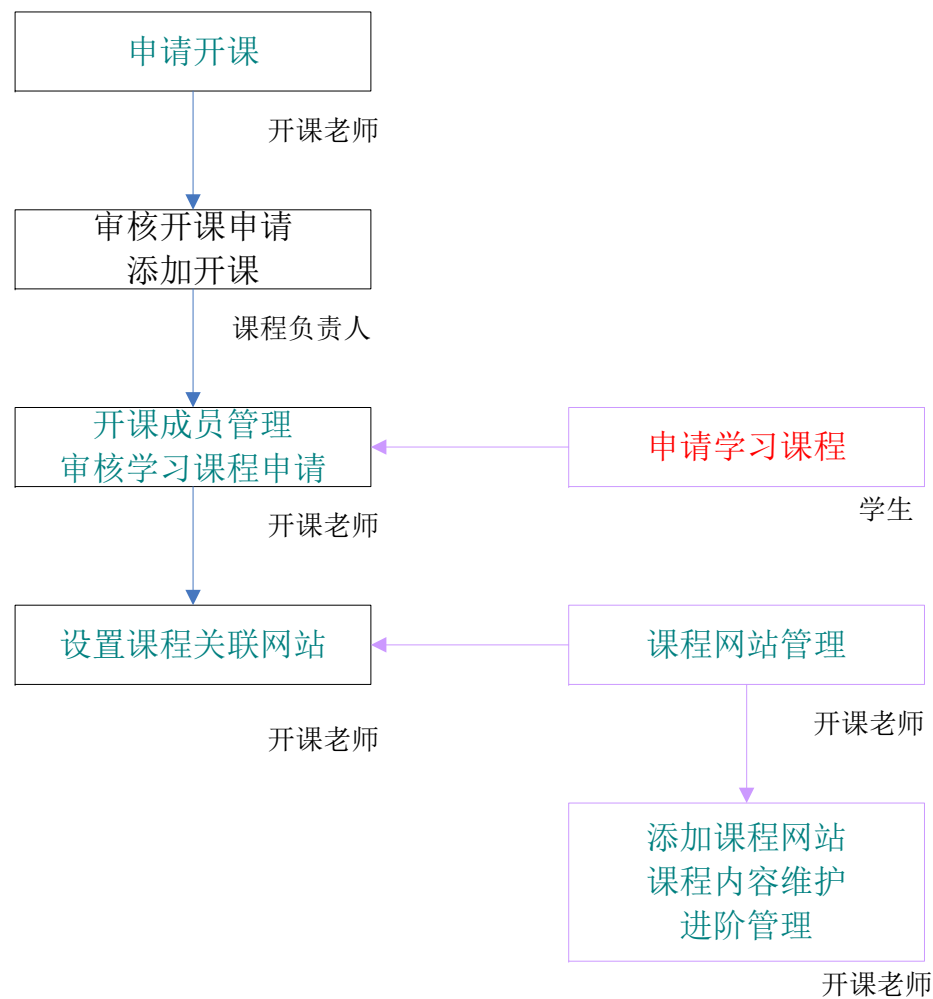 申请开课
开课老师
审核开课申请
添加开课
课程负责人
开课成员管理
审核学习课程申请
申请学习课程
学生
开课老师
设置课程关联网站
课程网站管理
开课老师
开课老师
添加课程网站
课程内容维护
进阶管理
开课老师